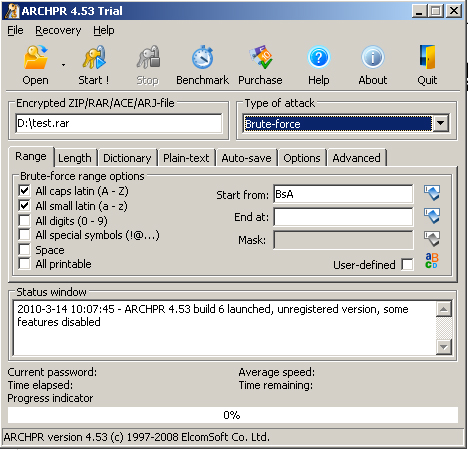 ARCHPR 4.53 Trial
File Recovery Help
Open Start ! Stop Benchmark Purchase Help About Quit
Encrypted ZIP/RAR/ACE/ARJ-file
D:\test.rar
Type of attack
Brute-force
Range Length Dictionary Plain-text Auto-save Options Advanced
Brute-force range options
All caps latin (A - Z)
All small latin (a - z)
All digits (0 - 9)
All special symbols (!@...)
Space
All printable
Start from: BsA
End at:
Mask:
User-defined
aBcD
Status window
2010-3-14 10:07:45 - ARCHPR 4.53 build 6 launched, unregistered version, some
features disabled
Current password:
Average speed:
Time elapsed:
Time remaining:
Progress indicator
0%
ARCHPR version 4.53 (c) 1997-2008 ElcomSoft Co. Ltd.